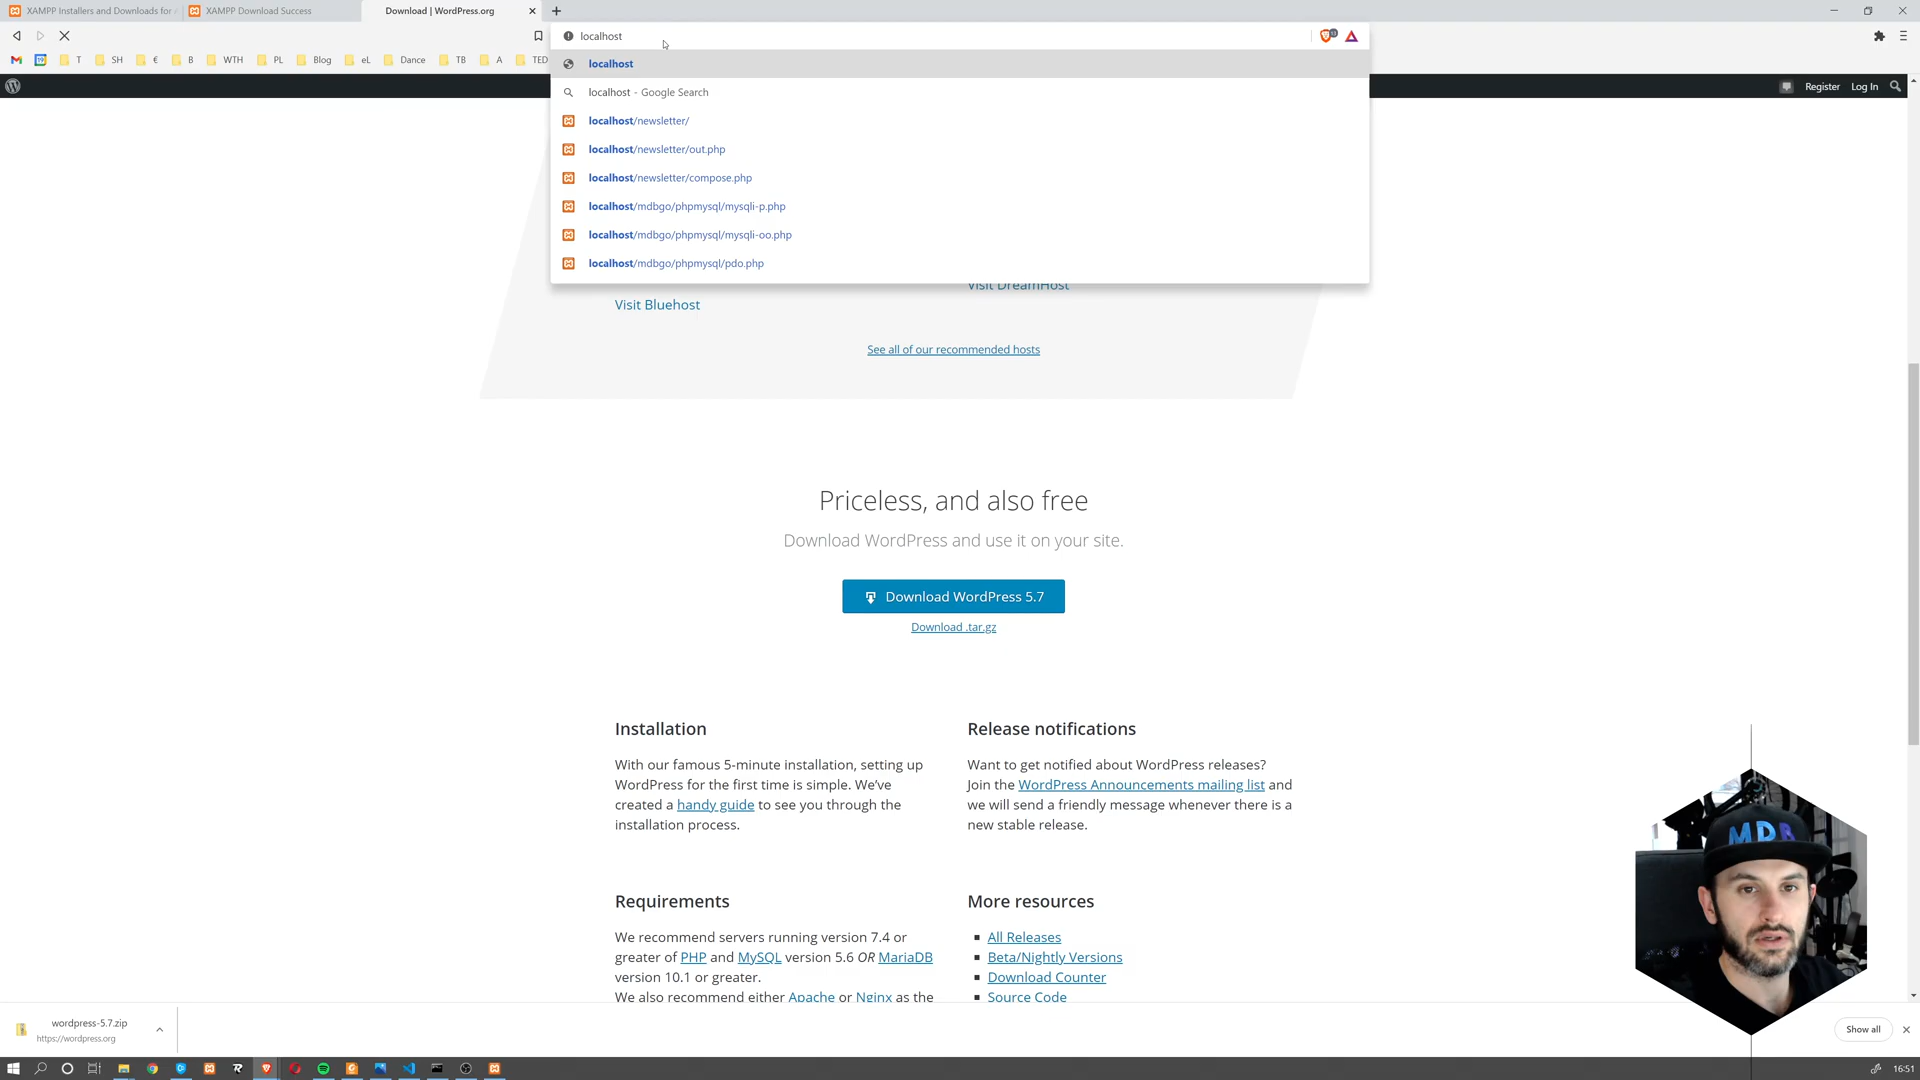 XAMPP Installers and Downloads for
XAMPP Download Success
Download | WordPress.org
localhost
T
SH
€
B
WTH
PL
Blog
eL
Dance
TB
A
TED
localhost
localhost - Google Search
localhost/newsletter/
localhost/newsletter/out.php
localhost/newsletter/compose.php
localhost/mdbgo/phpmysql/mysqli-p.php
localhost/mdbgo/phpmysql/mysqli-oo.php
localhost/mdbgo/phpmysql/pdo.php
Register
Log In
Visit DreamHost
Visit Bluehost
See all of our recommended hosts
Priceless, and also free
Download WordPress and use it on your site.
Download WordPress 5.7
Download .tar.gz
Installation
With our famous 5-minute installation, setting up
WordPress for the first time is simple. We've
created a handy guide to see you through the
installation process.
Release notifications
Want to get notified about WordPress releases?
Join the WordPress Announcements mailing list and
we will send a friendly message whenever there is a
new stable release.
Requirements
We recommend servers running version 7.4 or
greater of PHP and MySQL version 5.6 OR MariaDB
version 10.1 or greater.
We also recommend either Apache or Nginx as the
More resources
All Releases
Beta/Nightly Versions
Download Counter
Source Code
MDB
wordpress-5.7.zip
https://wordpress.org
Show all
16:51